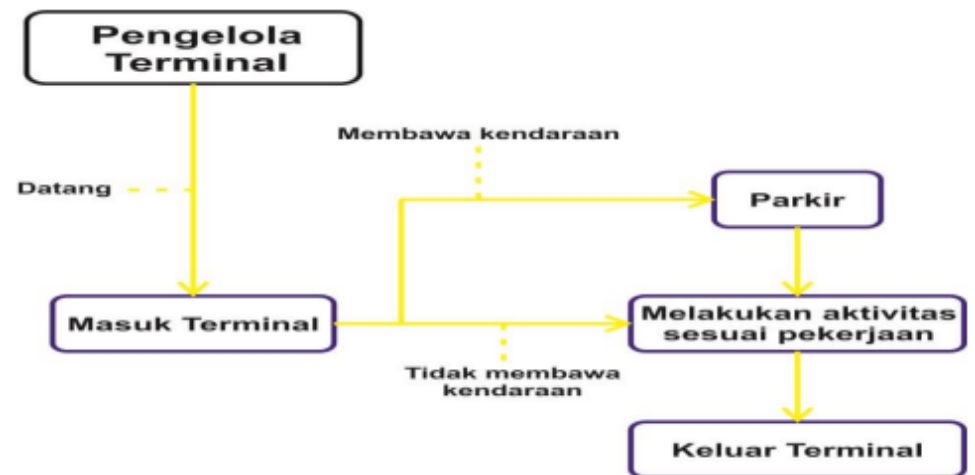 Pengelola
Terminal
Membawa kendaraan
Datang
Parkir
Masuk Terminal
Melakukan aktivitas
sesuai pekerjaan
Tidak membawa
kendaraan
Keluar Terminal